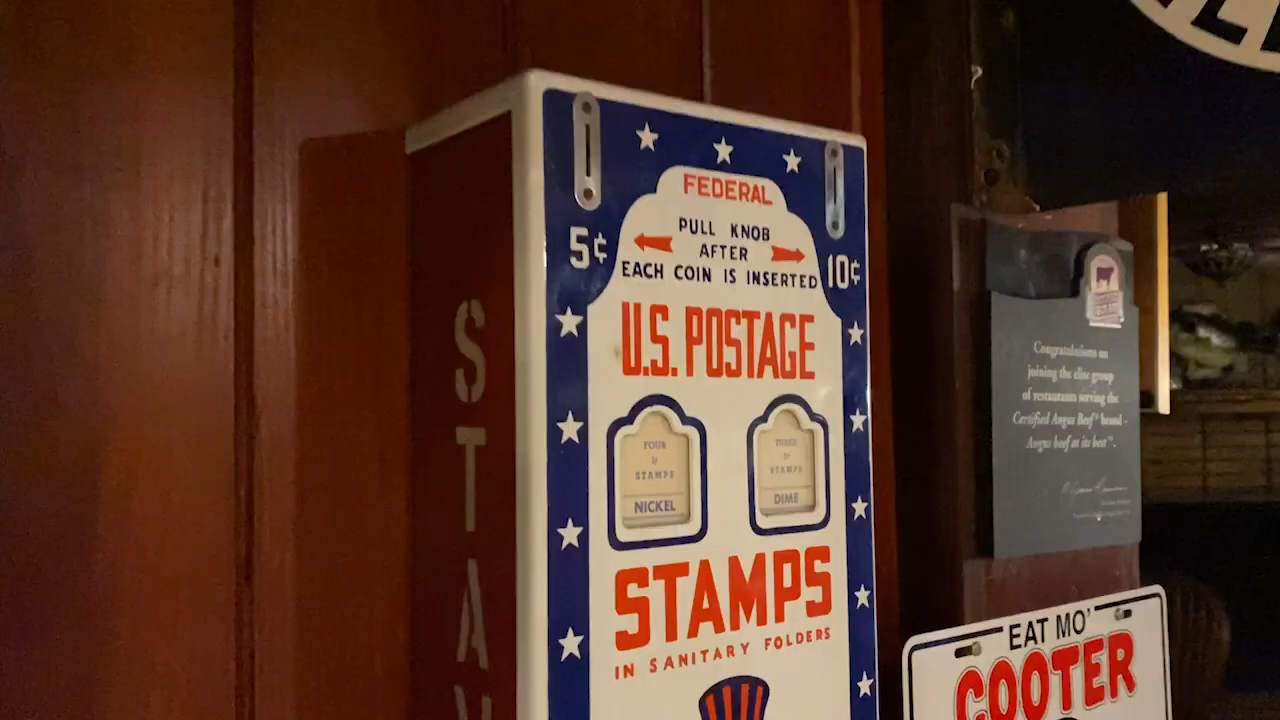 FEDERAL
PULL KNOB
AFTER
EACH COIN IS INSERTED
5¢
10¢
U.S. POSTAGE
FOUR
1¢
STAMPS
NICKEL
THREE
STAMPS
DIME
STAMPS
IN SANITARY FOLDERS
STA
Congratulations on
joining the elite group
of restaurants serving the
Certified Angus Beef® brand -
Angus beef at its best™.
EAT MO'
COOTER